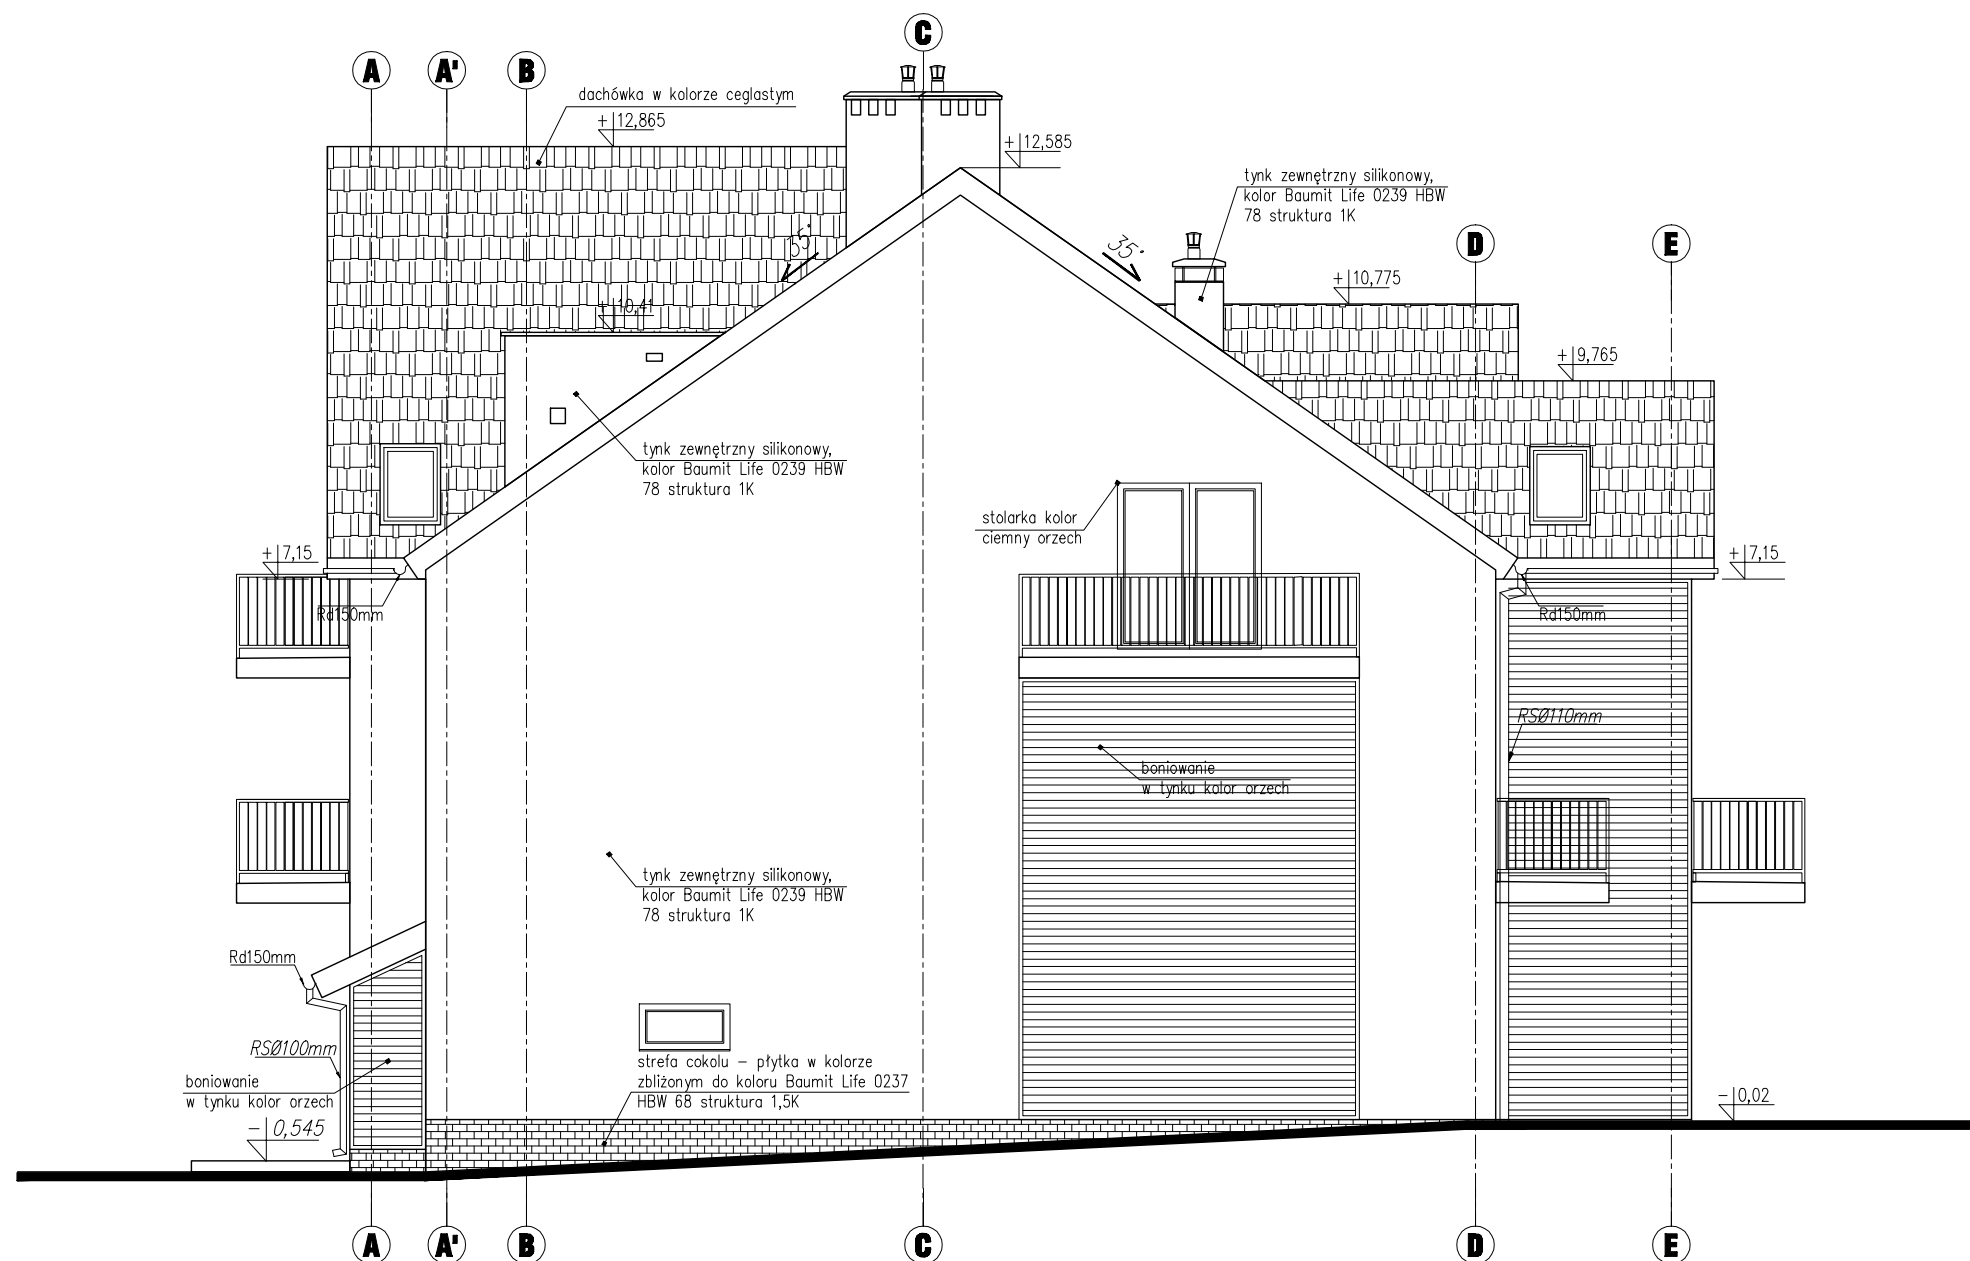 C
A
A'
B
dachówka w kolorze ceglastym
+12,865
+12,585
tynk zewnętrzny silikonowy,
kolor Baumit Life 0239 HBW
78 struktura 1K
D
E
35°
35°
+10,775
+10,41
+9,765
tynk zewnętrzny silikonowy,
kolor Baumit Life 0239 HBW
78 struktura 1K
stolarka kolor
ciemny orzech
+7,15
+7,15
Rd150mm
Rd150mm
RSØ110mm
boniowanie
w tynku kolor orzech
tynk zewnętrzny silikonowy,
kolor Baumit Life 0239 HBW
78 struktura 1K
Rd150mm
RSØ100mm
boniowanie
w tynku kolor orzech
strefa cokolu – płytka w kolorze
zbliżonym do koloru Baumit Life 0237
HBW 68 struktura 1,5K
-0,02
-0,545
A
A'
B
C
D
E